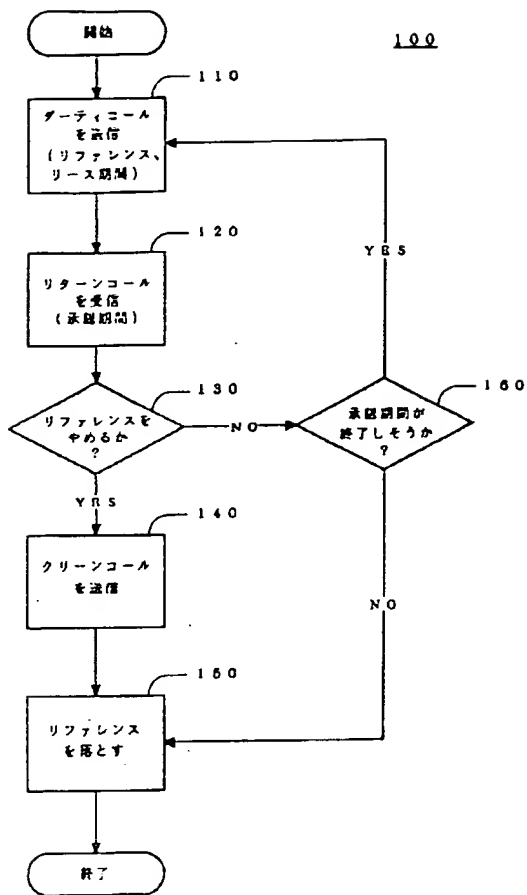 開始
100
110
ダーティコール
を送信
(リファレンス、
リース期間)
120
リターンコール
を受信
(承認期間)
130
リファレンスを
やめるか
?
NO
160
承認期間が
終了しそうか
?
YES
YES
140
クリーンコール
を送信
NO
150
リファレンス
を落とす
終了